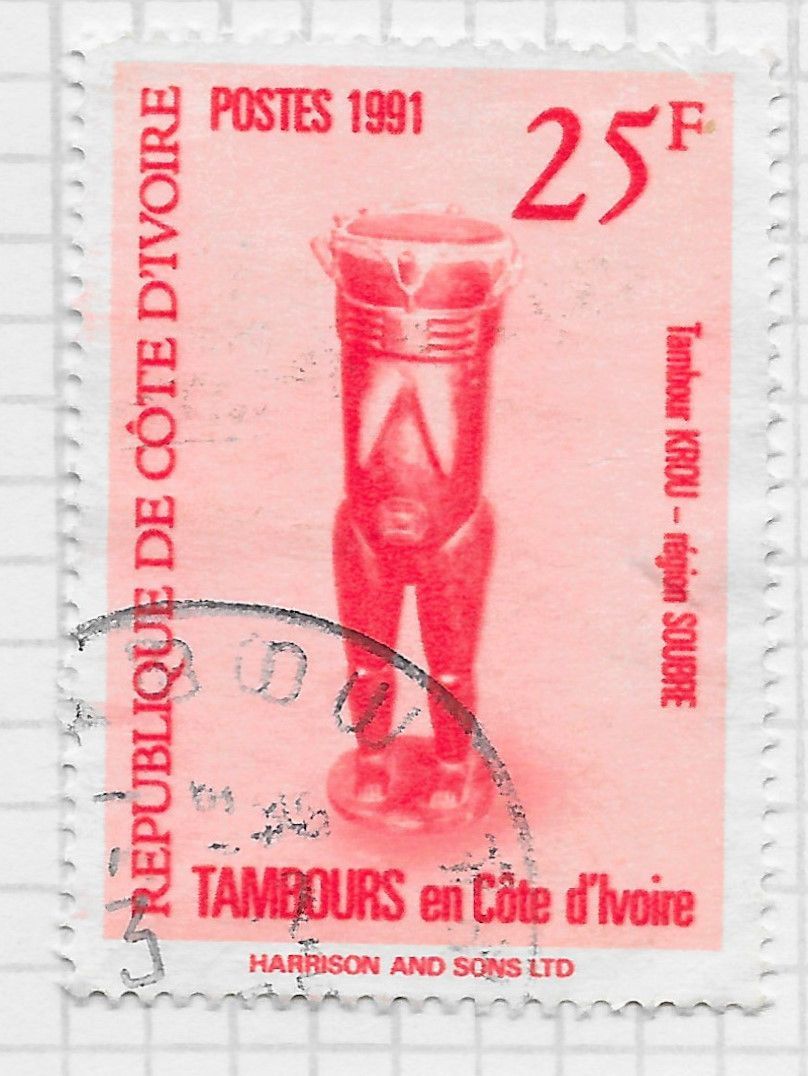 POSTES 1991
25F
REPUBLIQUE DE CÔTE D'IVOIRE
Tambour KROU – région SOUBRE
TAMBOURS en Côte d'Ivoire
HARRISON AND SONS LTD